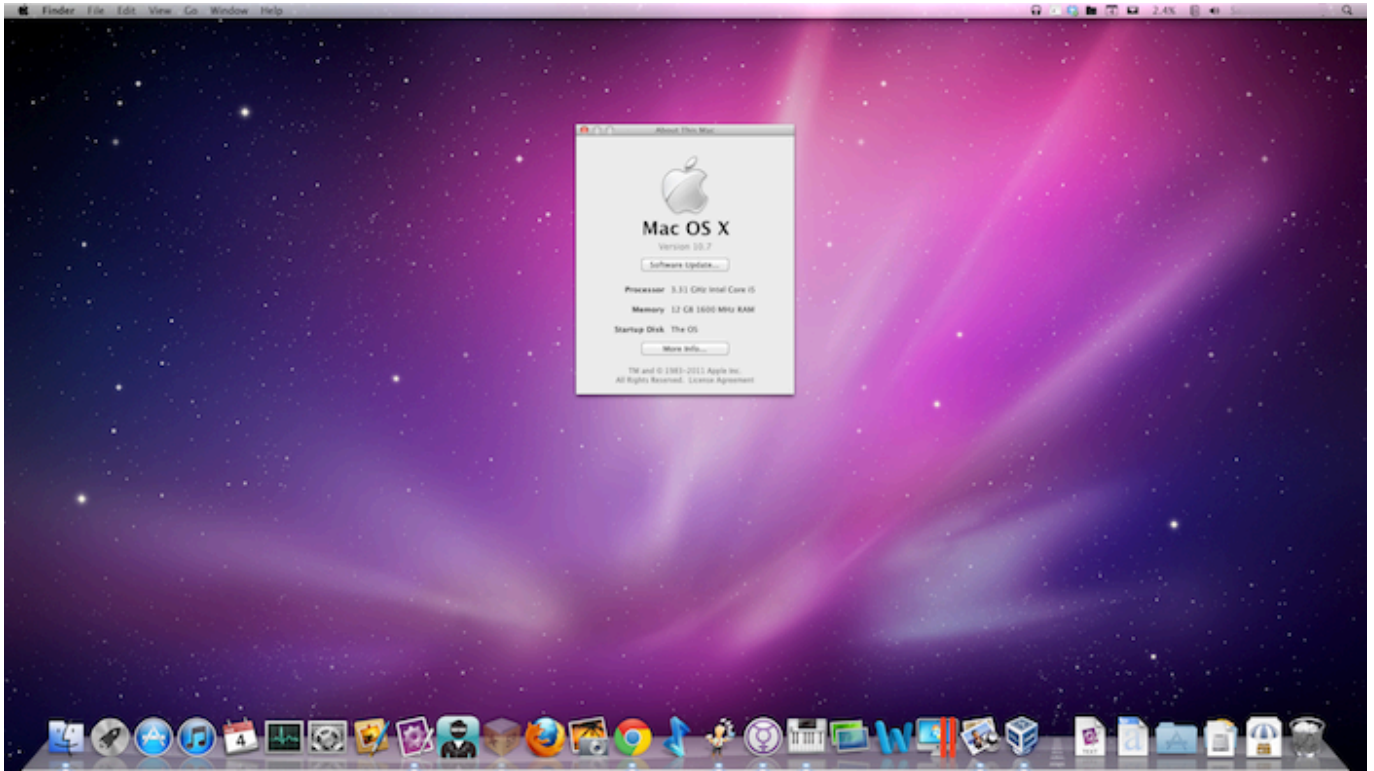 Finder File Edit View Go Window Help
2.4%
About This Mac
Mac OS X
Version 10.7
Software Update...
Processor 3.31 GHz Intel Core i5
Memory 12 GB 1600 MHz RAM
Startup Disk The OS
More Info...
TM and © 1983–2011 Apple Inc.
All Rights Reserved. License Agreement
4
TEXT